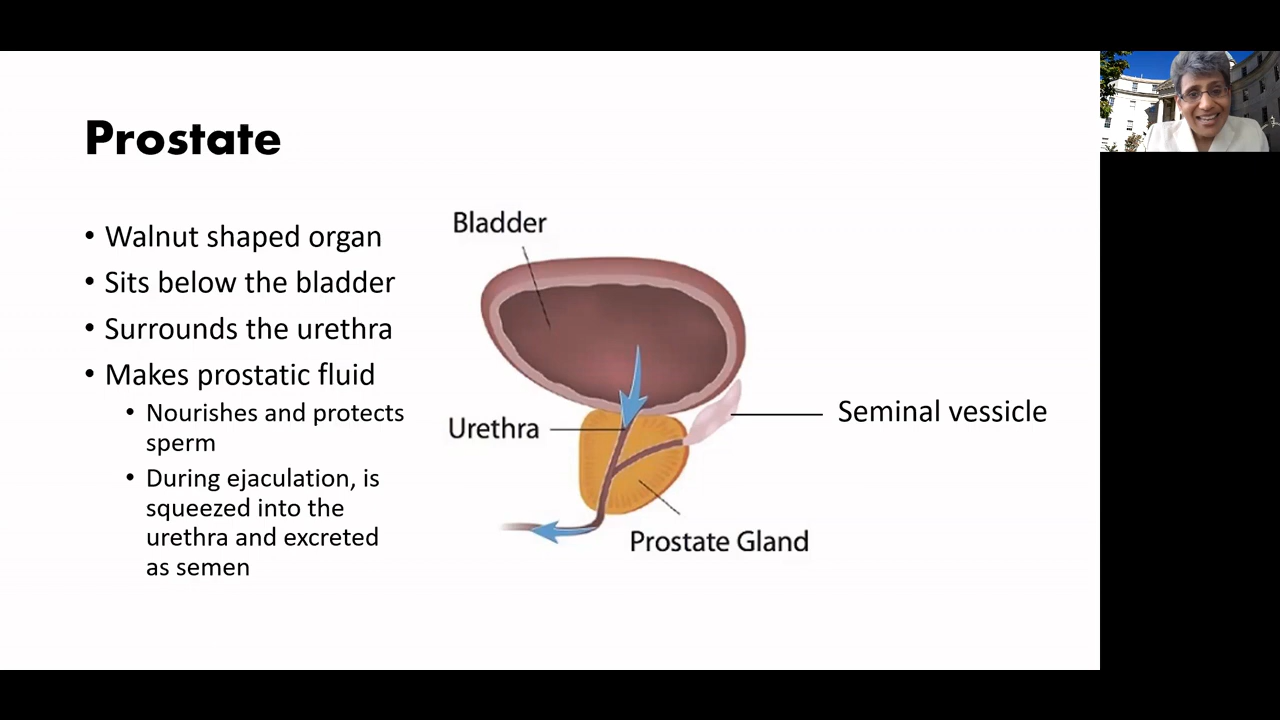 Prostate
• Walnut shaped organ
• Sits below the bladder
• Surrounds the urethra
• Makes prostatic fluid
• Nourishes and protects
sperm
• During ejaculation, is
squeezed into the
urethra and excreted
as semen
Bladder
Urethra
Seminal vessicle
Prostate Gland